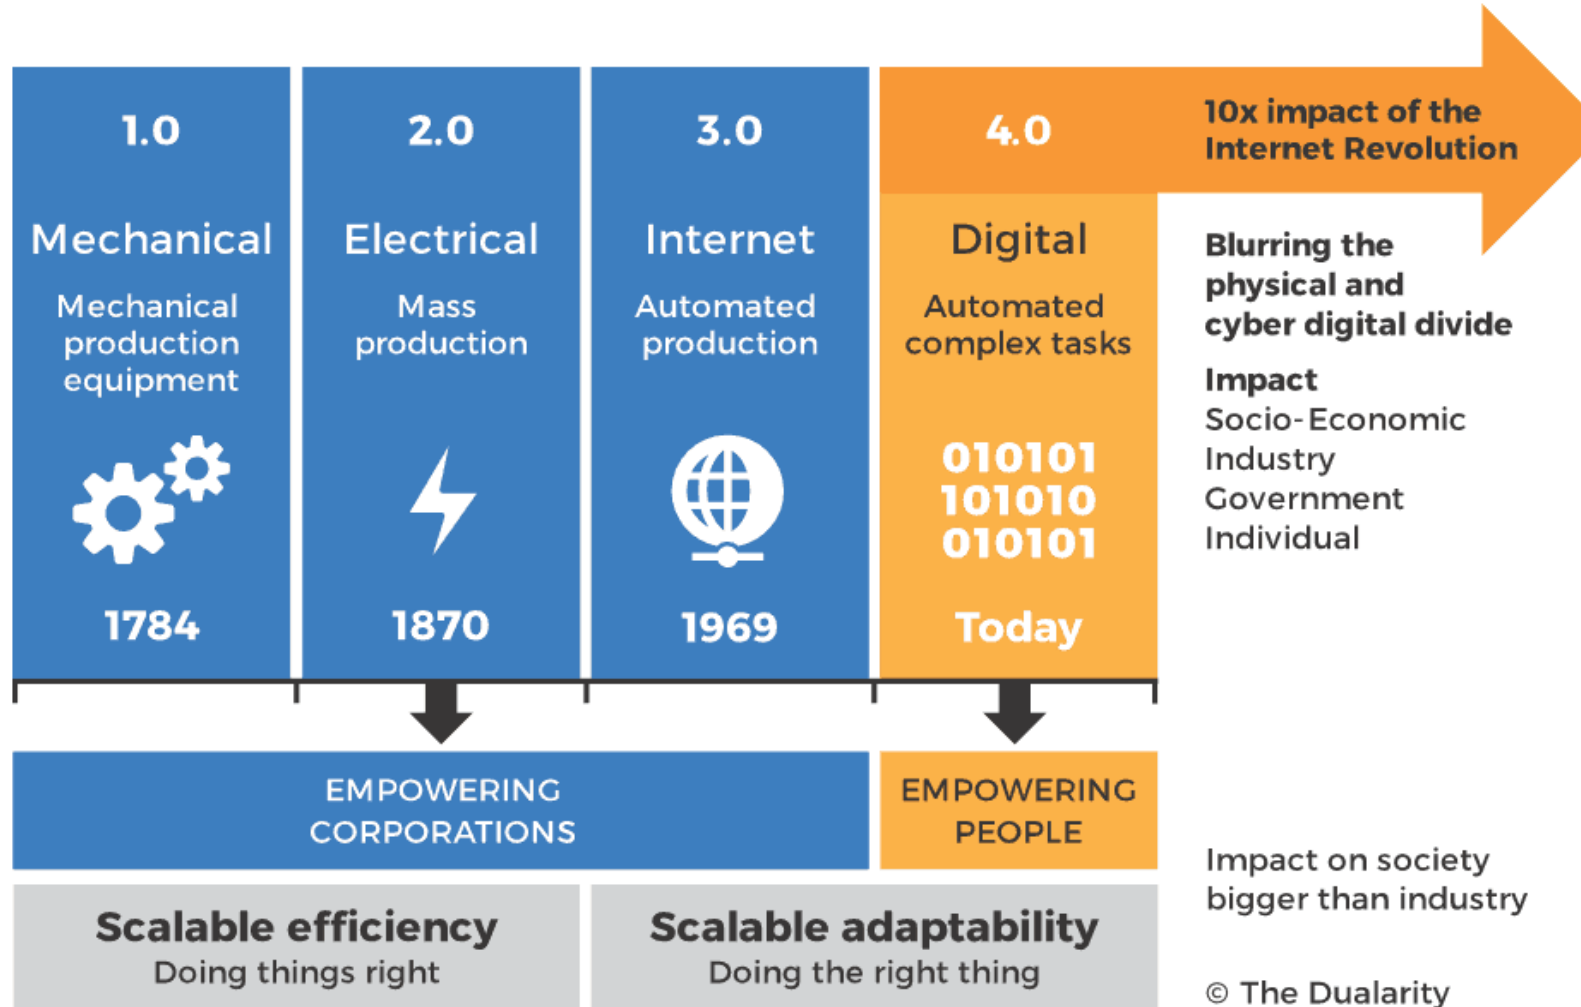 1.0
Mechanical
Mechanical
production
equipment
1784
2.0
Electrical
Mass
production
1870
3.0
Internet
Automated
production
1969
4.0
Digital
Automated
complex tasks
010101
101010
010101
Today
10x impact of the
Internet Revolution
Blurring the
physical and
cyber digital divide
Impact
Socio-Economic
Industry
Government
Individual
EMPOWERING
CORPORATIONS
EMPOWERING
PEOPLE
Scalable efficiency
Doing things right
Scalable adaptability
Doing the right thing
Impact on society
bigger than industry
© The Dualarity